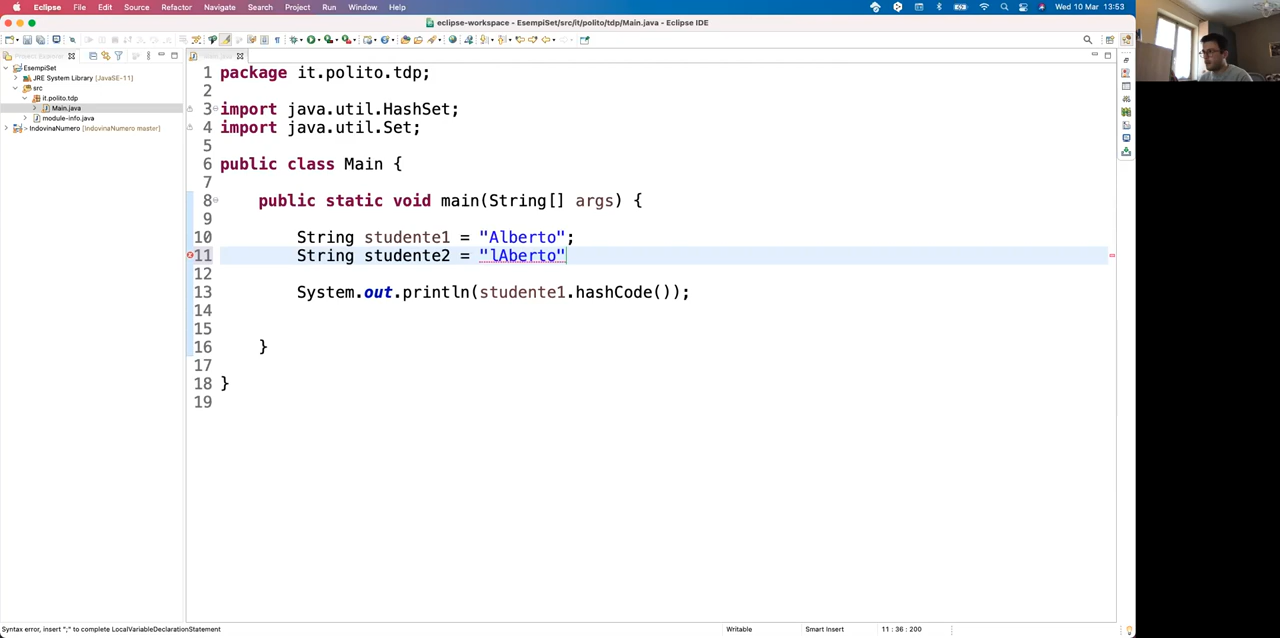 Eclipse File Edit Source Refactor Navigate Search Project Run Window Help Wed 10 Mar 13:53
eclipse-workspace - EsempiSet/src/it/polito/tdp/Main.java - Eclipse IDE
EsempiSet
JRE System Library [JavaSE-11]
src
it.polito.tdp
Main.java
module-info.java
> IndovinaNumero [IndovinaNumero master]
1 package it.polito.tdp;
2
3 import java.util.HashSet;
4 import java.util.Set;
5
6 public class Main {
7
8 public static void main(String[] args) {
9
10 String studente1 = "Alberto";
11 String studente2 = "lAberto"
12
13 System.out.println(studente1.hashCode());
14
15
16 }
17
18 }
19
Syntax error, insert ";" to complete LocalVariableDeclarationStatement Writable Smart Insert 11 : 36 : 200